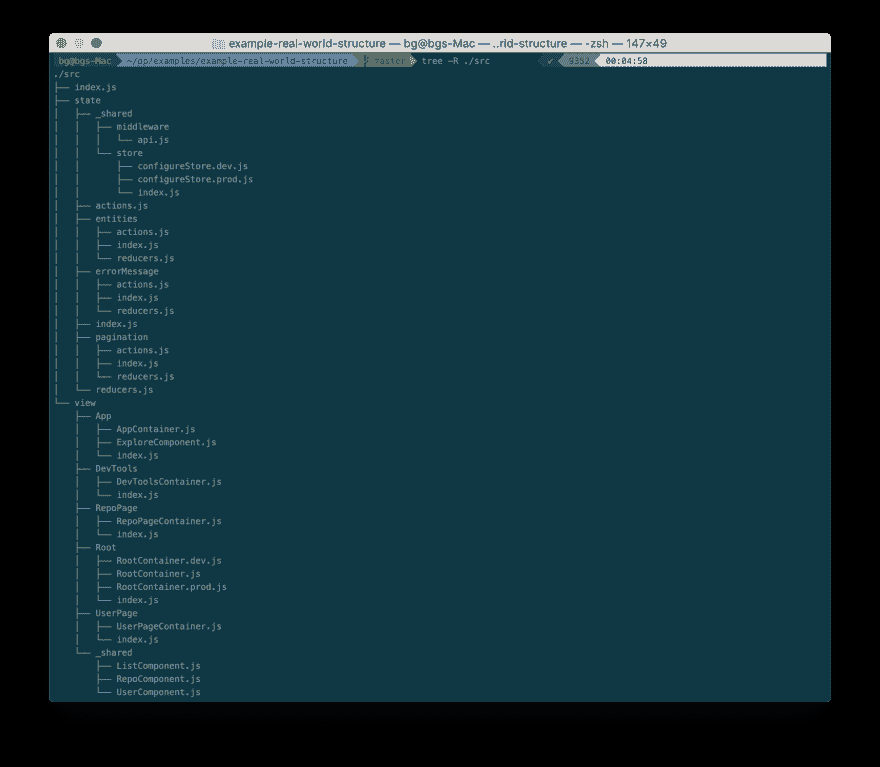 example-real-world-structure — bg@bgs-Mac — ..rld-structure — -zsh — 147×49
bg@bgs-Mac ~/gp/examples/example-real-world-structure master tree -R ./src ✔ 9352 00:04:58
./src
├── index.js
├── state
│   ├── _shared
│   │   ├── middleware
│   │   │   └── api.js
│   │   └── store
│   │       ├── configureStore.dev.js
│   │       ├── configureStore.prod.js
│   │       └── index.js
│   ├── actions.js
│   ├── entities
│   │   ├── actions.js
│   │   ├── index.js
│   │   └── reducers.js
│   ├── errorMessage
│   │   ├── actions.js
│   │   ├── index.js
│   │   └── reducers.js
│   ├── index.js
│   ├── pagination
│   │   ├── actions.js
│   │   ├── index.js
│   │   └── reducers.js
│   └── reducers.js
└── view
    ├── App
    │   ├── AppContainer.js
    │   ├── ExploreComponent.js
    │   └── index.js
    ├── DevTools
    │   ├── DevToolsContainer.js
    │   └── index.js
    ├── RepoPage
    │   ├── RepoPageContainer.js
    │   └── index.js
    ├── Root
    │   ├── RootContainer.dev.js
    │   ├── RootContainer.js
    │   ├── RootContainer.prod.js
    │   └── index.js
    ├── UserPage
    │   ├── UserPageContainer.js
    │   └── index.js
    └── _shared
        ├── ListComponent.js
        ├── RepoComponent.js
        └── UserComponent.js